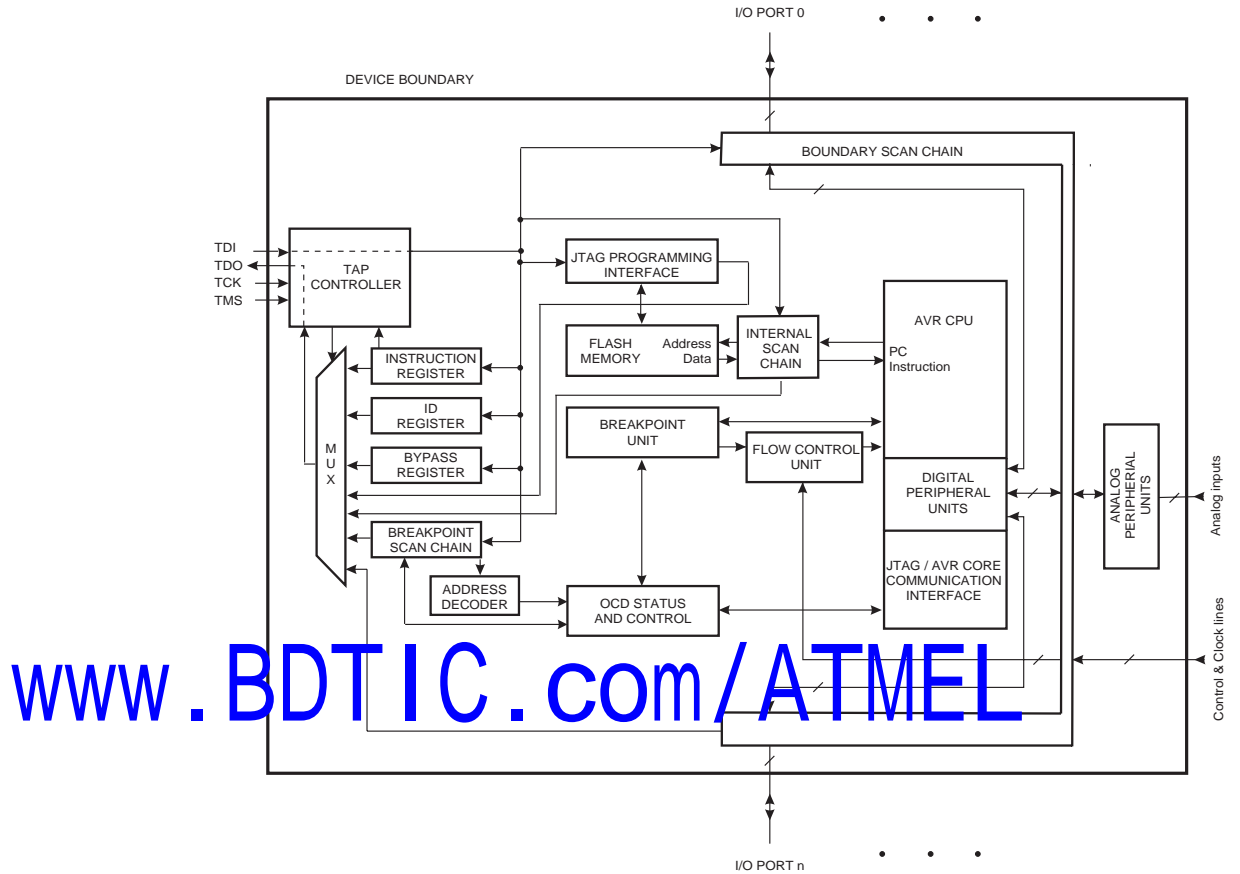 I/O PORT 0
DEVICE BOUNDARY
BOUNDARY SCAN CHAIN
TDI
TDO
TCK
TMS
TAP
CONTROLLER
JTAG PROGRAMMING
INTERFACE
AVR CPU
FLASH
MEMORY
Address
Data
INTERNAL
SCAN
CHAIN
PC
Instruction
INSTRUCTION
REGISTER
ID
REGISTER
M
U
X
BYPASS
REGISTER
BREAKPOINT
UNIT
FLOW CONTROL
UNIT
DIGITAL
PERIPHERAL
UNITS
ANALOG
PERIPHERIAL
UNITS
Analog inputs
BREAKPOINT
SCAN CHAIN
ADDRESS
DECODER
OCD STATUS
AND CONTROL
JTAG / AVR CORE
COMMUNICATION
INTERFACE
Control & Clock lines
www.BDTIC.com/ATMEL
I/O PORT n